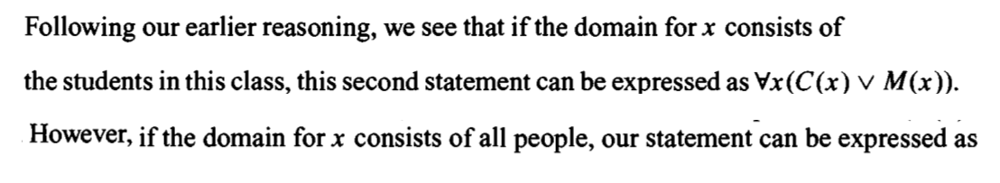 Following our earlier reasoning, we see that if the domain for x consists of
the students in this class, this second statement can be expressed as ∀x(C(x) ∨ M(x)).
However, if the domain for x consists of all people, our statement can be expressed as